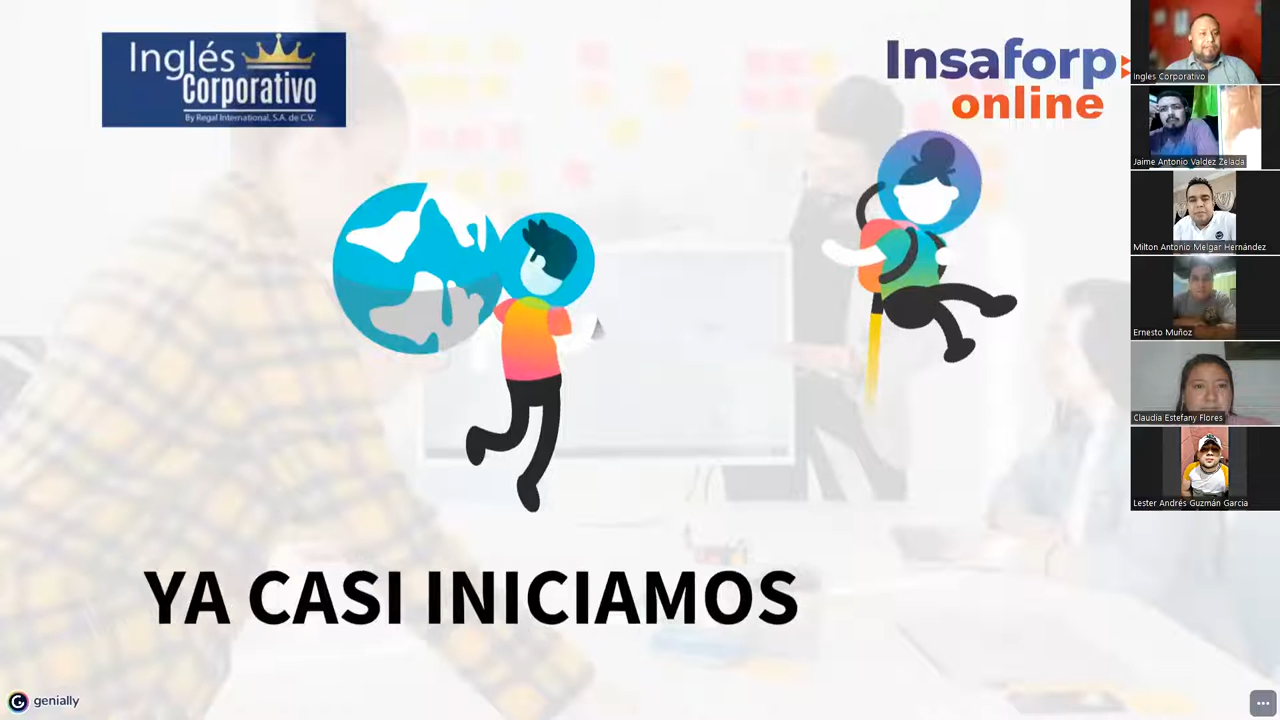 Inglés
Corporativo
By Regal International, S.A. de C.V.
Insaforp
online
YA CASI INICIAMOS
genially
Ingles Corporativo
Jaime Antonio Valdez Zelada
Milton Antonio Melgar Hernández
Ernesto Muñoz
Claudia Estefany Flores
Lester Andrés Guzmán Garcia